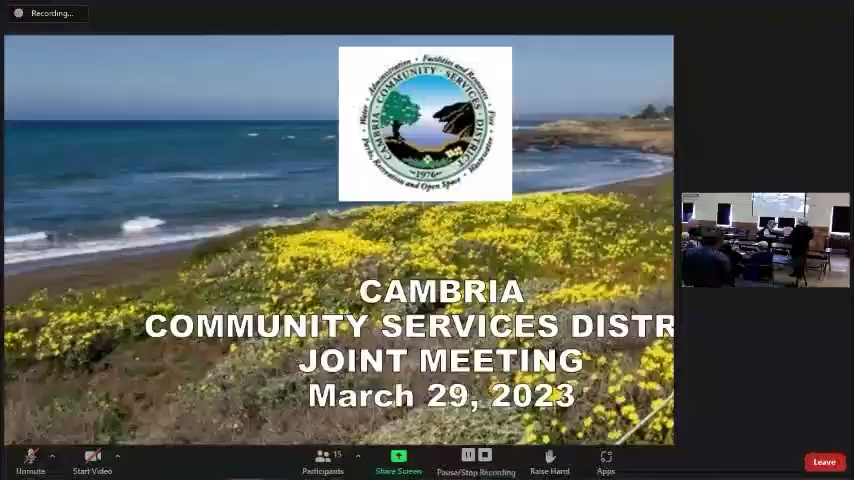 Recording...
Administration · Facilities and Resources · Fire
Water
Wastewater
Parks, Recreation and Open Space
CAMBRIA · COMMUNITY · SERVICES · DISTRICT
1976
CAMBRIA
COMMUNITY SERVICES DISTR
JOINT MEETING
March 29, 2023
Unmute
Start Video
15
Participants
Share Screen
Pause/Stop Recording
Raise Hand
Apps
Leave